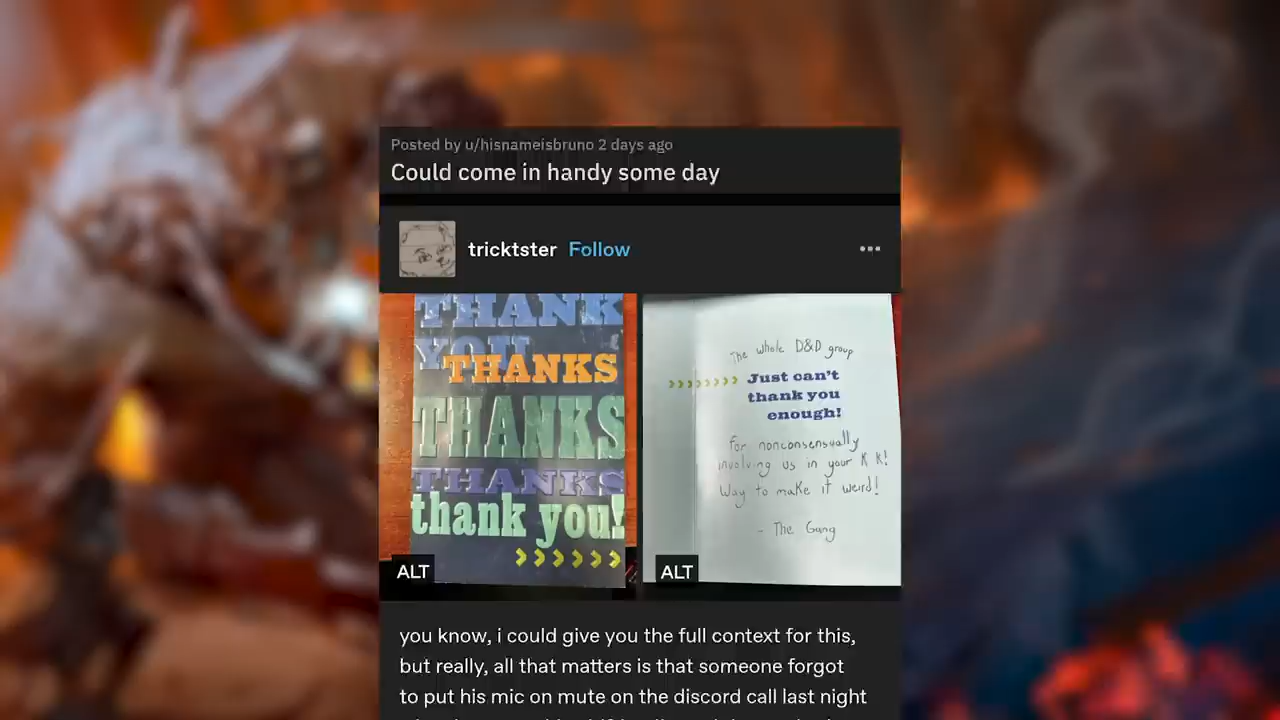 Posted by u/hisnameisbruno 2 days ago
Could come in handy some day
tricktster Follow
THANK
YOU
THANKS
THANKS
THANKS
thank you!
ALT
The whole D&D group
Just can't
thank you
enough!
for nonconsensually
involving us in your K K!
Way to make it weird!
- The Gang
ALT
you know, i could give you the full context for this,
but really, all that matters is that someone forgot
to put his mic on mute on the discord call last night